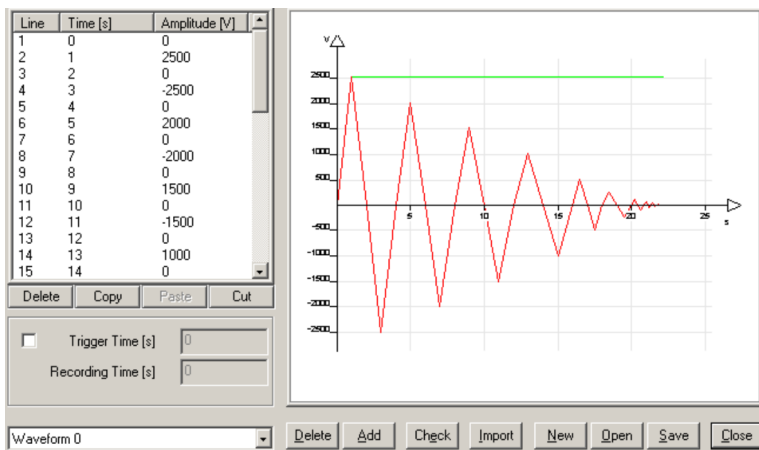 Line Time [s] Amplitude [V]
1 0 0
2 1 2500
3 2 0
4 3 -2500
5 4 0
6 5 2000
7 6 0
8 7 -2000
9 8 0
10 9 1500
11 10 0
12 11 -1500
13 12 0
14 13 1000
15 14 0
Delete Copy Paste Cut
Trigger Time [s] 0
Recording Time [s] 0
Waveform 0
V
2500
2000
1500
1000
500
5 10 15 20 25
s
-500
-1000
-1500
-2000
-2500
Delete Add Check Import New Open Save Close